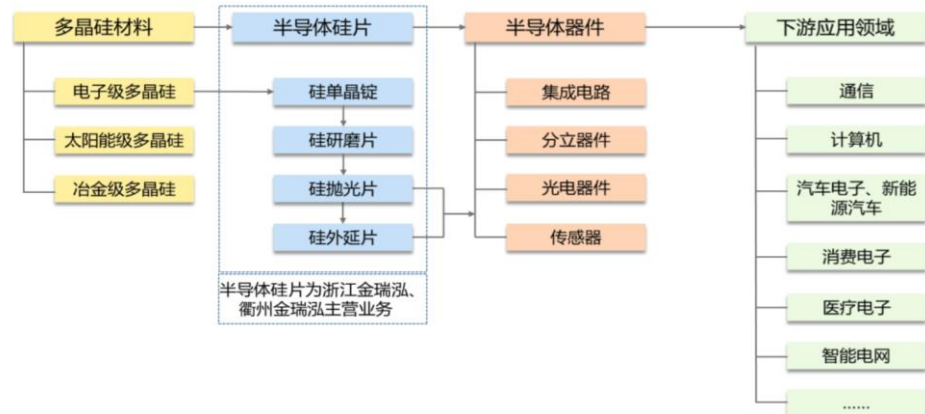 多晶硅材料
半导体硅片
半导体器件
下游应用领域
电子级多晶硅
硅单晶锭
集成电路
通信
太阳能级多晶硅
硅研磨片
分立器件
计算机
冶金级多晶硅
硅抛光片
光电器件
汽车电子、新能
源汽车
硅外延片
传感器
消费电子
半导体硅片为浙江金瑞泓、
衢州金瑞泓主营业务
医疗电子
智能电网
......